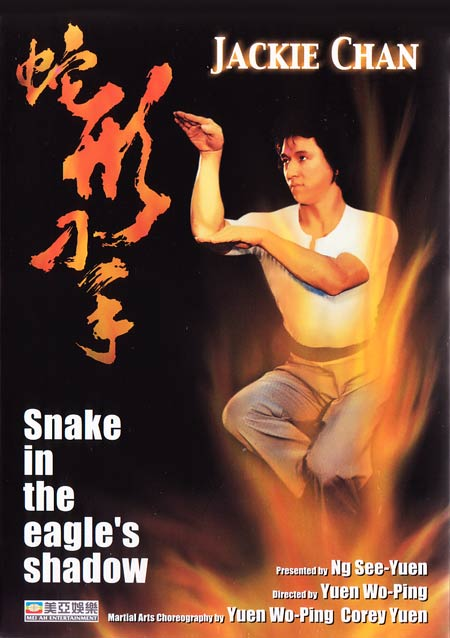 JACKIE CHAN
蛇形刁手
Snake
in
the
eagle's
shadow
Presented by Ng See-Yuen
Directed by Yuen Wo-Ping
Martial Arts Choreography by Yuen Wo-Ping Corey Yuen
美亞娛樂
MEI AH ENTERTAINMENT